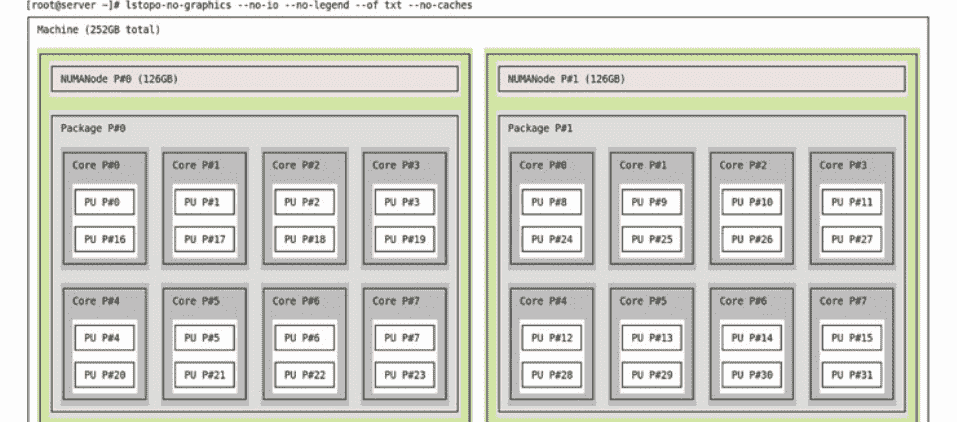 [root@server ~]# lstopo-no-graphics --no-io --no-legend --of txt --no-caches
Machine (252GB total)
NUMANode P#0 (126GB)
Package P#0
Core P#0 Core P#1 Core P#2 Core P#3
PU P#0 PU P#1 PU P#2 PU P#3
PU P#16 PU P#17 PU P#18 PU P#19
Core P#4 Core P#5 Core P#6 Core P#7
PU P#4 PU P#5 PU P#6 PU P#7
PU P#20 PU P#21 PU P#22 PU P#23
NUMANode P#1 (126GB)
Package P#1
Core P#0 Core P#1 Core P#2 Core P#3
PU P#8 PU P#9 PU P#10 PU P#11
PU P#24 PU P#25 PU P#26 PU P#27
Core P#4 Core P#5 Core P#6 Core P#7
PU P#12 PU P#13 PU P#14 PU P#15
PU P#28 PU P#29 PU P#30 PU P#31